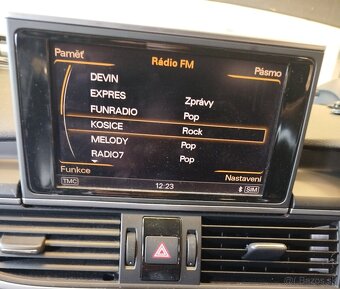 Paměť
Rádio FM
Pásmo
DEVIN
EXPRES Zprávy
FUNRADIO Pop
KOSICE Rock
MELODY Pop
RADIO7 Pop
Funkce
Nastavení
TMC
12:23
SIM